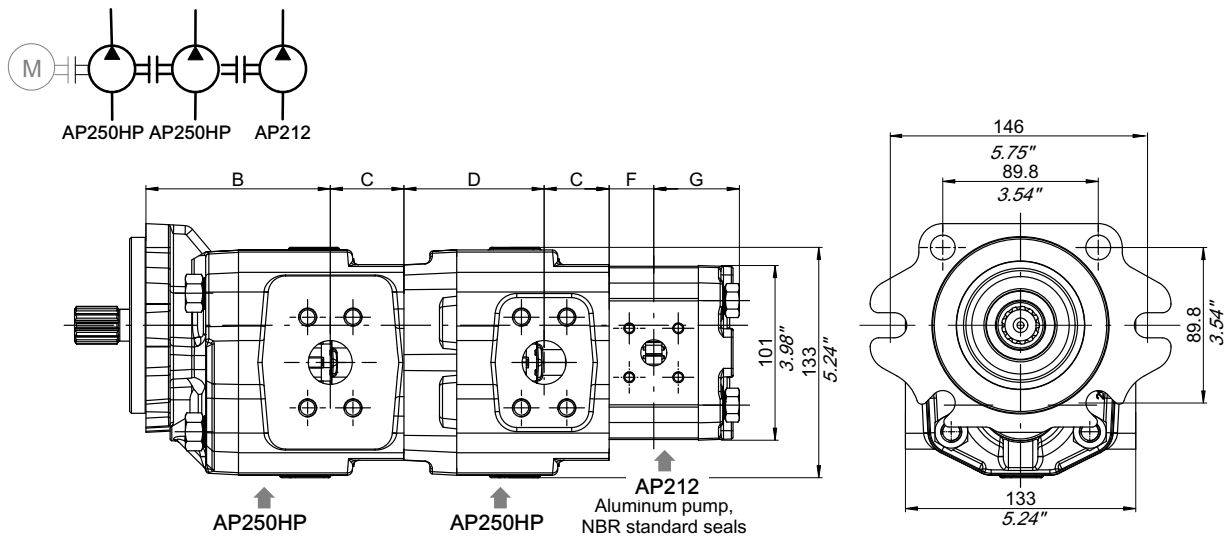 M
AP250HP AP250HP AP212
B
C
D
C
F
G
101
3.98"
133
5.24"
AP250HP
AP250HP
AP212
Aluminum pump,
NBR standard seals
146
5.75"
89.8
3.54"
89.8
3.54"
2
133
5.24"